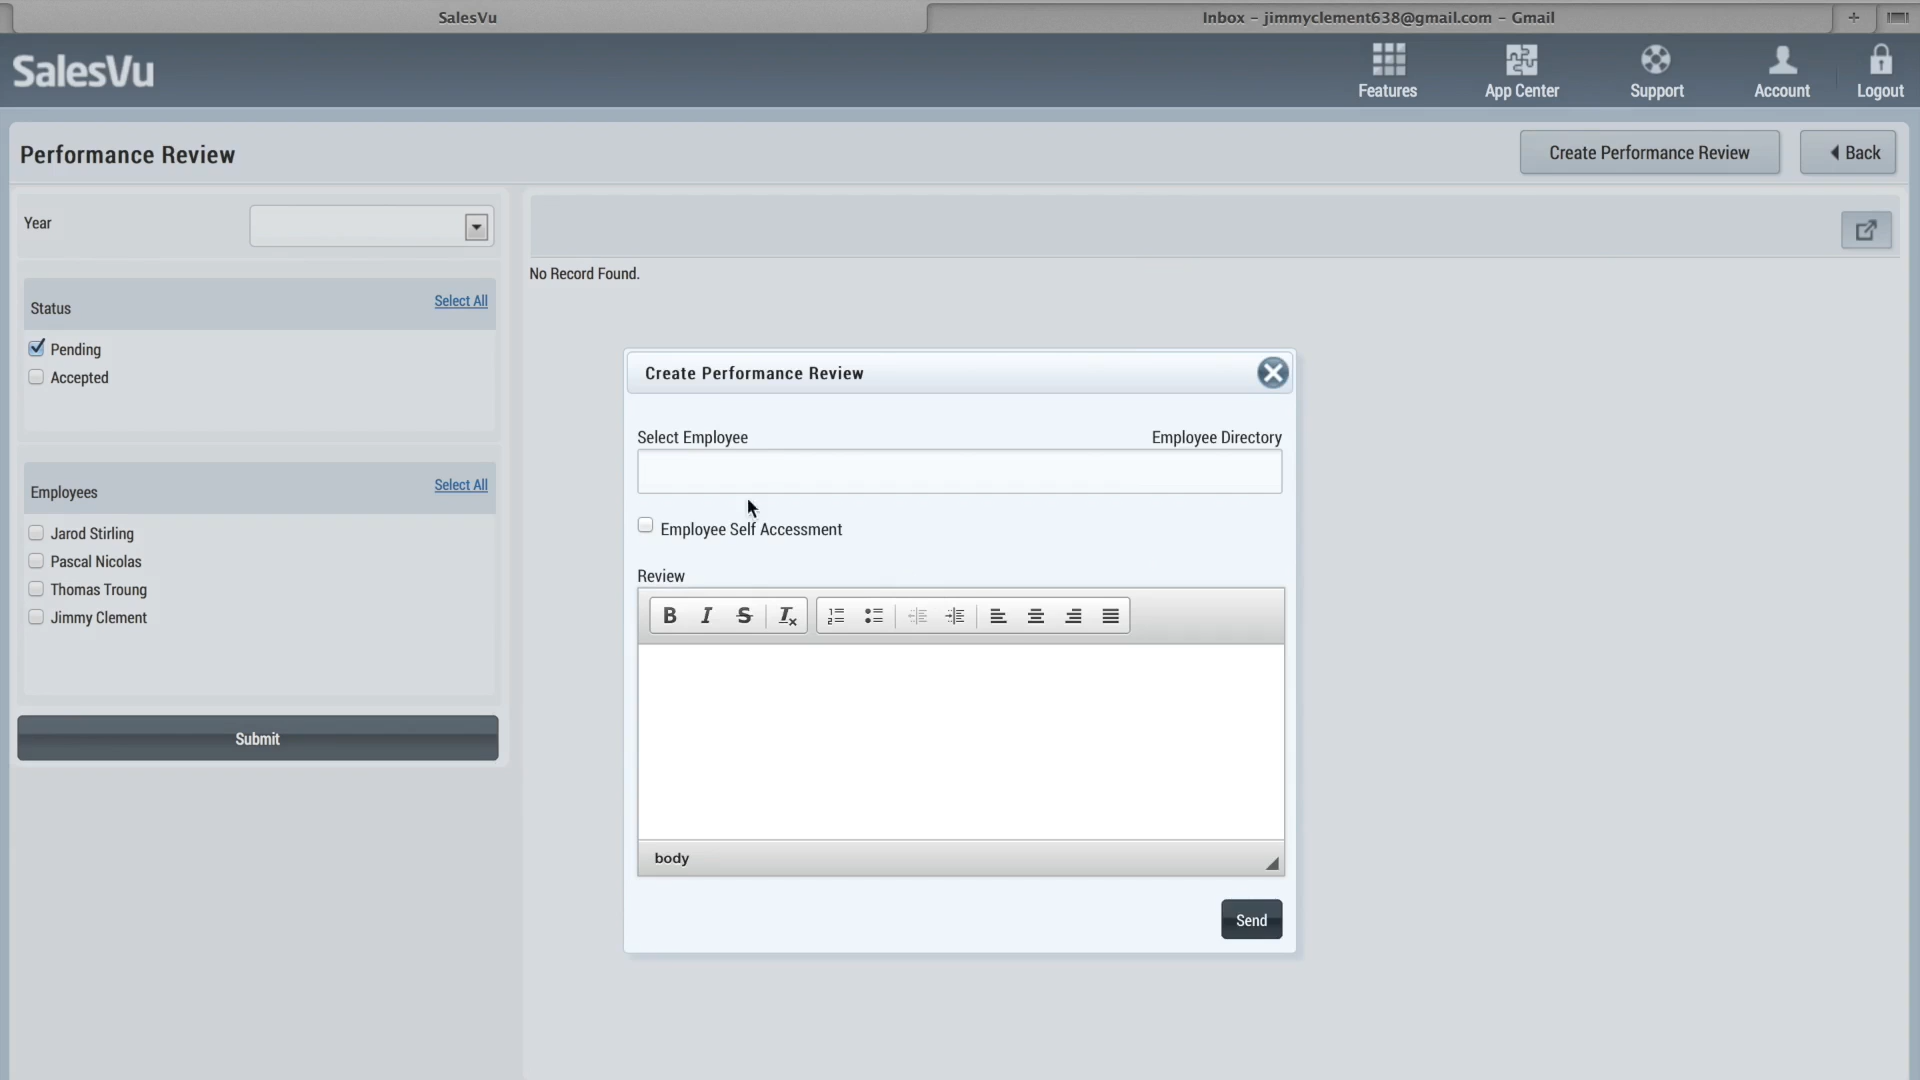 SalesVu
Inbox – jimmyclement638@gmail.com – Gmail
SalesVu
Features
App Center
Support
Account
Logout
Performance Review
Create Performance Review
Back
Year
Status
Select All
Pending
Accepted
Employees
Select All
Jarod Stirling
Pascal Nicolas
Thomas Troung
Jimmy Clement
Submit
No Record Found.
Create Performance Review
Select Employee
Employee Directory
Employee Self Accessment
Review
body
Send